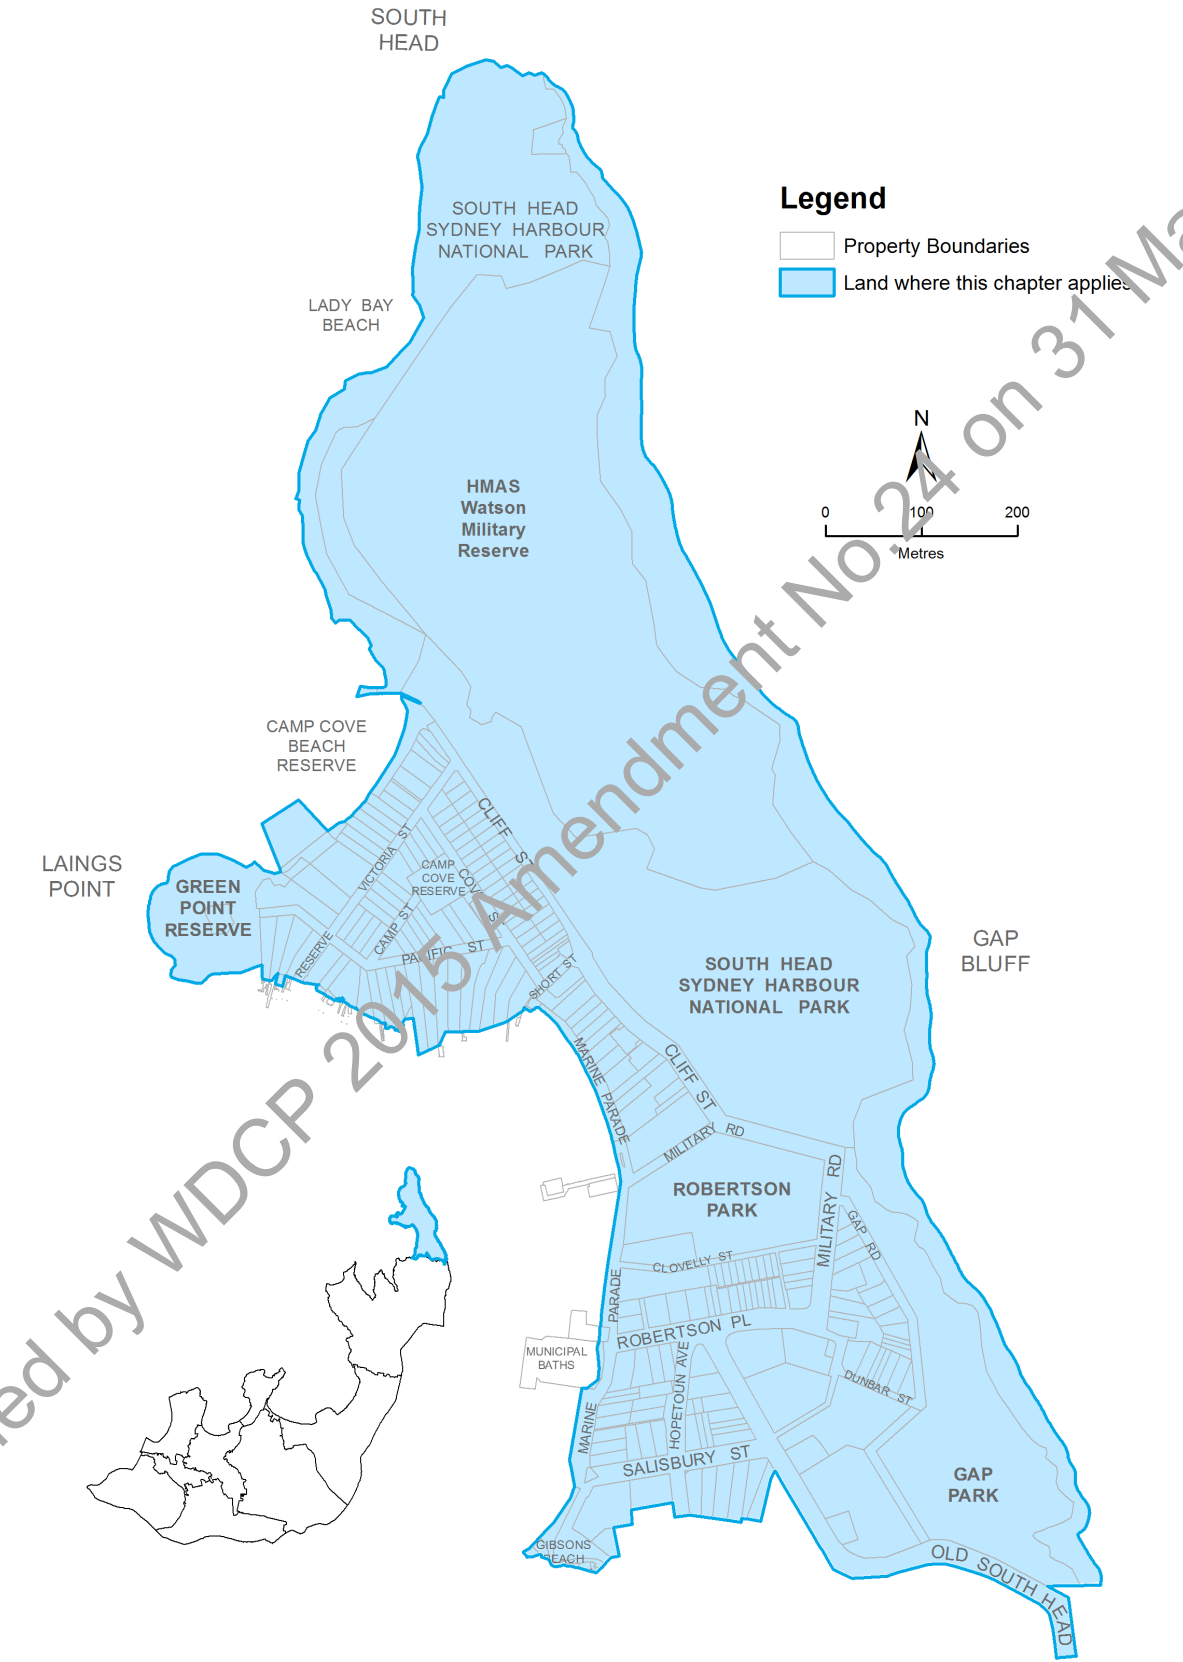 SOUTH
HEAD
SOUTH HEAD
SYDNEY HARBOUR
NATIONAL PARK
Legend
Property Boundaries
Land where this chapter applies
LADY BAY
BEACH
N
0 100 200
Metres
HMAS
Watson
Military
Reserve
CAMP COVE
BEACH
RESERVE
CLIFF ST
VICTORIA ST
CAMP
COVE
RESERVE
COVE ST
LAINGS
POINT
GREEN
POINT
RESERVE
CAMP ST
RESERVE
PACIFIC ST
SHORT ST
GAP
BLUFF
SOUTH HEAD
SYDNEY HARBOUR
NATIONAL PARK
MARINE PARADE
CLIFF ST
MILITARY RD
ROBERTSON
PARK
MILITARY RD
GAP RD
CLOVELLY ST
PARADE
ROBERTSON PL
MUNICIPAL
BATHS
HOPETOUN AVE
DUNBAR ST
MARINE
SALISBURY ST
GAP
PARK
GIBSONS
BEACH
OLD SOUTH HEAD
ed by WDCP 2015 Amendment No.24 on 31 Ma